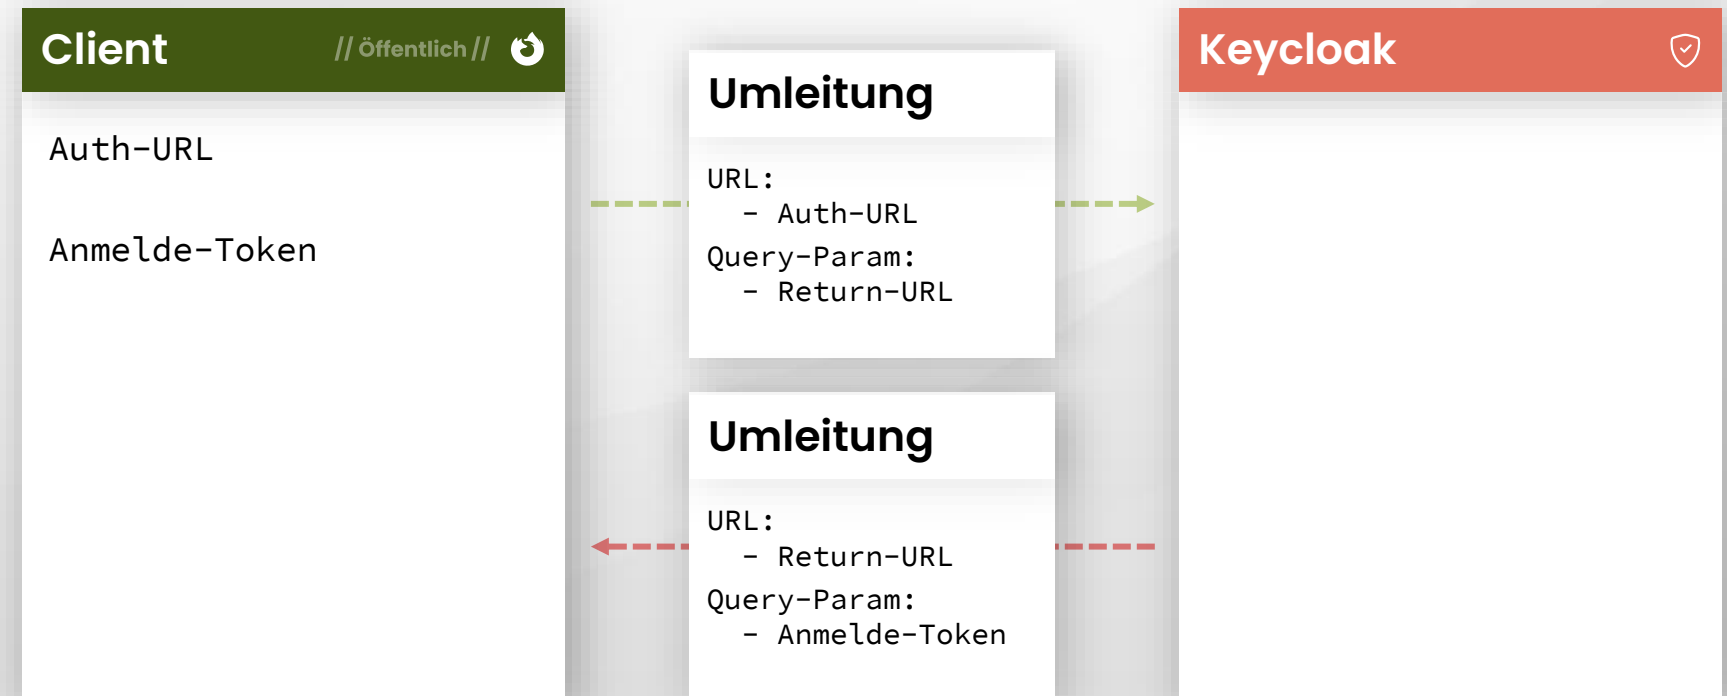 Client
// Öffentlich //
Auth-URL
Anmelde-Token
Umleitung
URL:
- Auth-URL
Query-Param:
- Return-URL
Umleitung
URL:
- Return-URL
Query-Param:
- Anmelde-Token
Keycloak